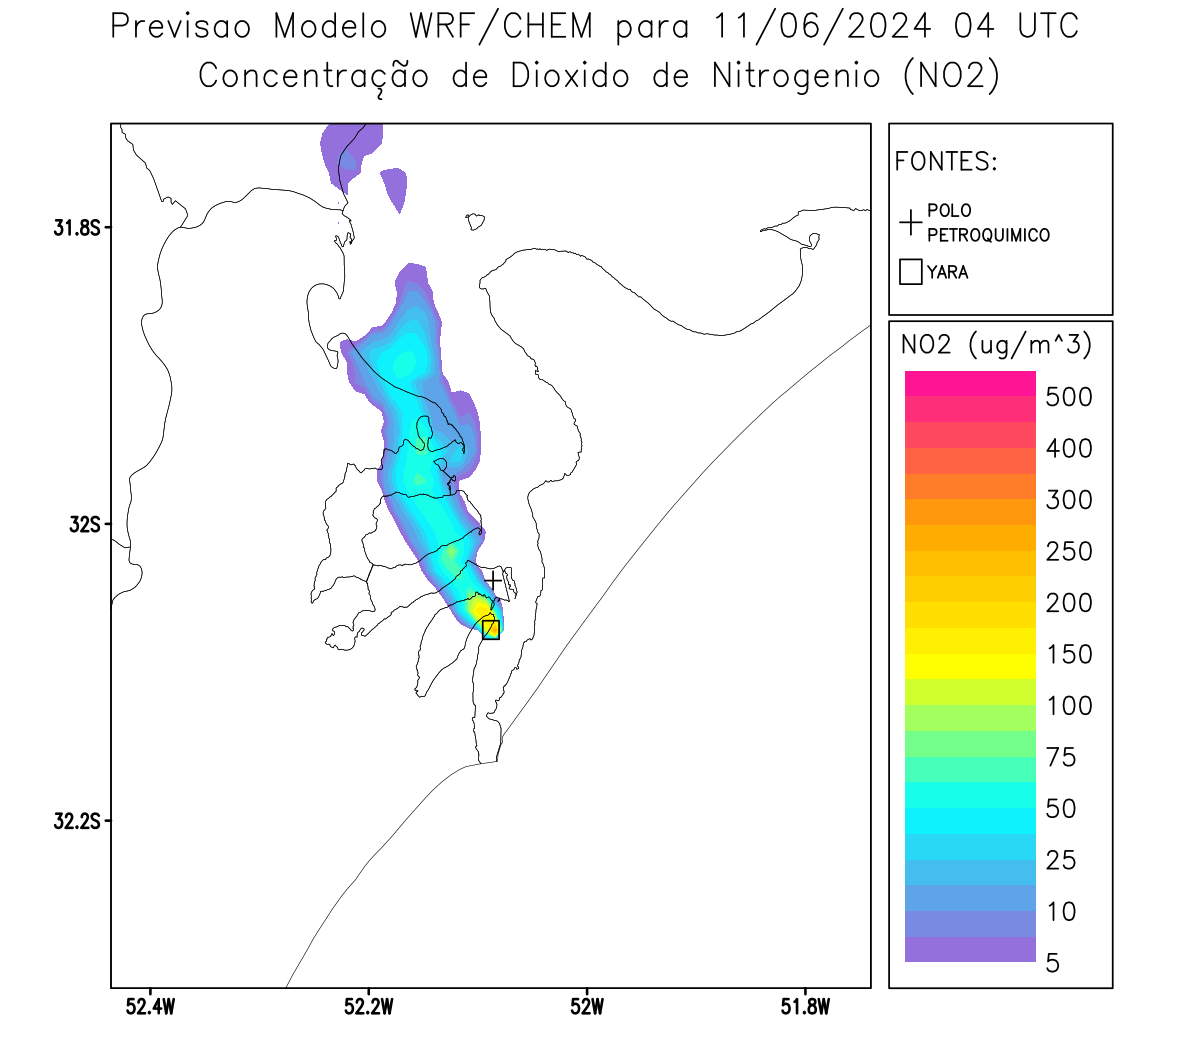 Previsao Modelo WRF/CHEM para 11/06/2024 04 UTC
Concentração de Dioxido de Nitrogenio (NO2)
FONTES:
POLO
PETROQUIMICO
YARA
NO2 (ug/m^3)
500
400
300
250
200
150
100
75
50
25
10
5
31.8S
32S
32.2S
52.4W
52.2W
52W
51.8W